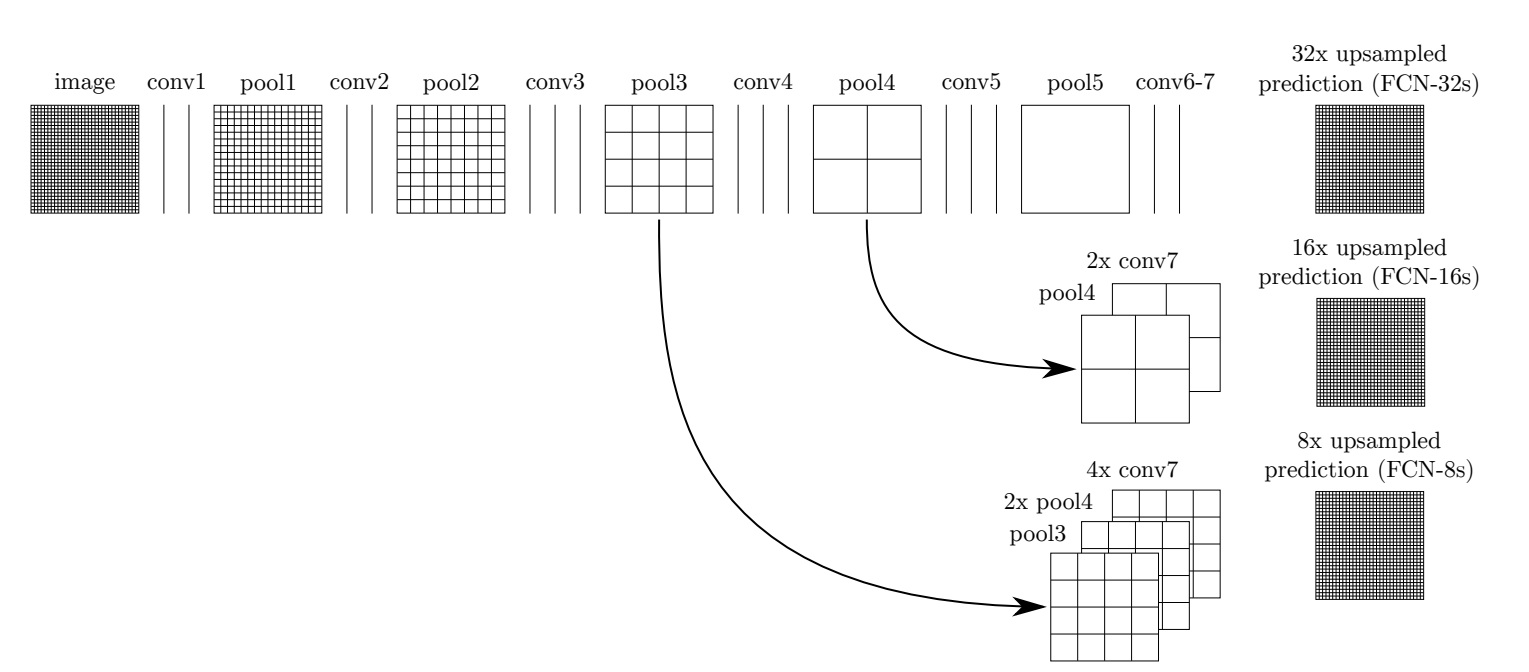 image conv1 pool1 conv2 pool2 conv3 pool3 conv4 pool4 conv5 pool5 conv6-7
32x upsampled
prediction (FCN-32s)
2x conv7
pool4
16x upsampled
prediction (FCN-16s)
4x conv7
2x pool4
pool3
8x upsampled
prediction (FCN-8s)